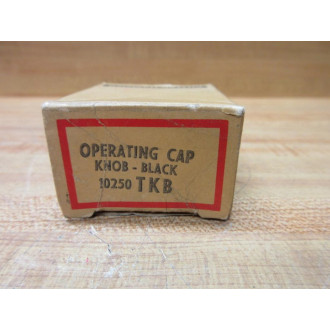 OPERATING CAP
KNOB - BLACK
10250 TKB